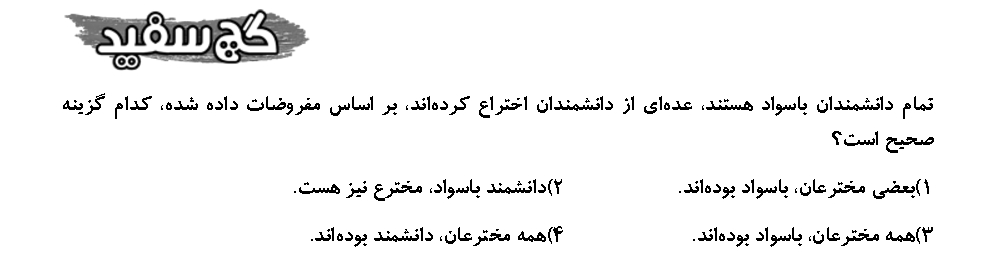 گچ سفید
تمام دانشمندان باسواد هستند، عده‌ای از دانشمندان اختراع کرده‌اند، بر اساس مفروضات داده شده، کدام گزینه
صحیح است؟
۱)بعضی مخترعان، باسواد بوده‌اند. ۲)دانشمند باسواد، مخترع نیز هست.
۳)همه مخترعان، باسواد بوده‌اند. ۴)همه مخترعان، دانشمند بوده‌اند.